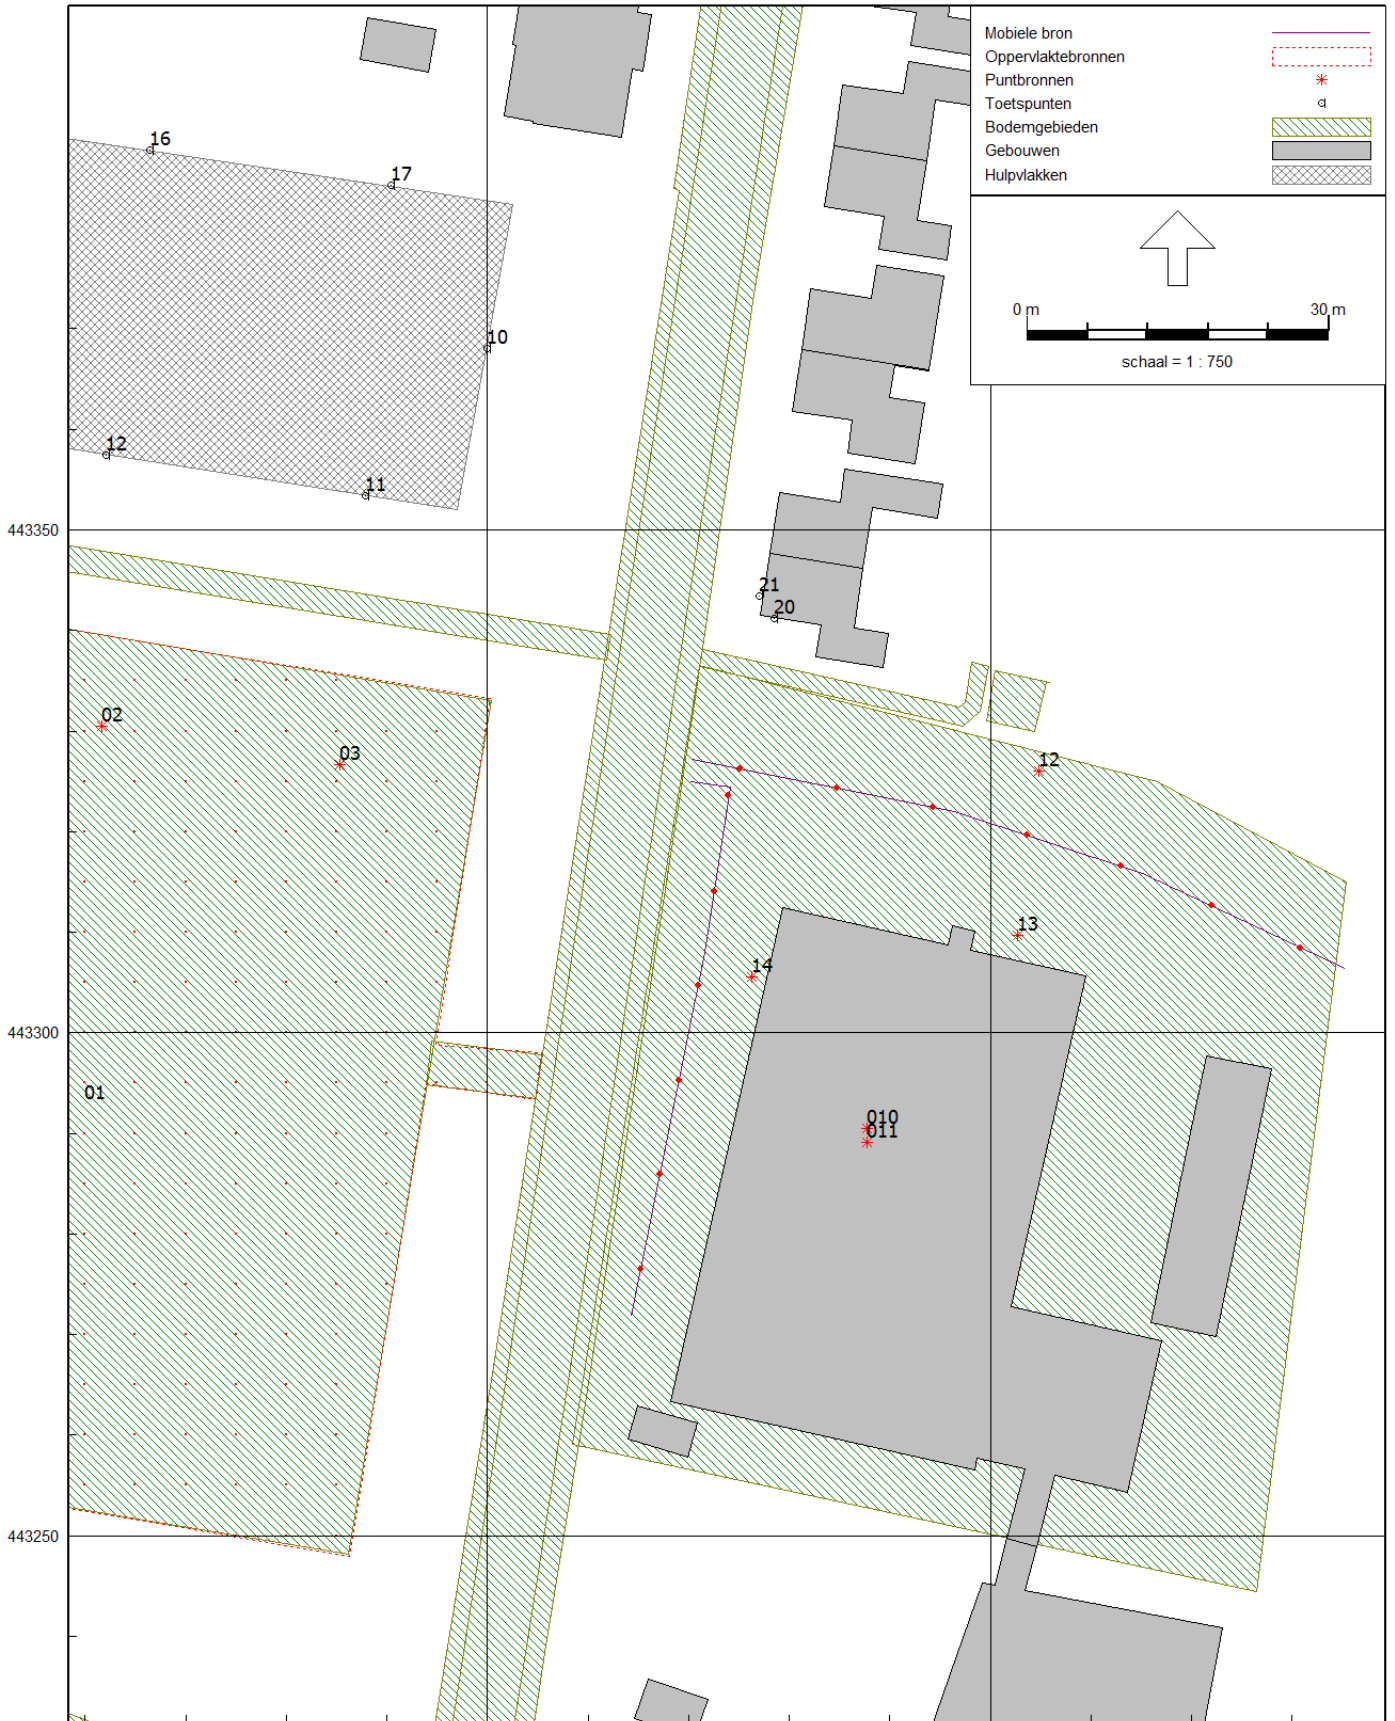 Mobiele bron
Oppervlaktebronnen
Puntbronnen
Toetspunten
Bodemgebieden
Gebouwen
Hulpvlakken
0 m
30 m
schaal = 1 : 750
16
17
10
12
11
443350
21
20
02
03
12
13
14
443300
01
010
011
443250